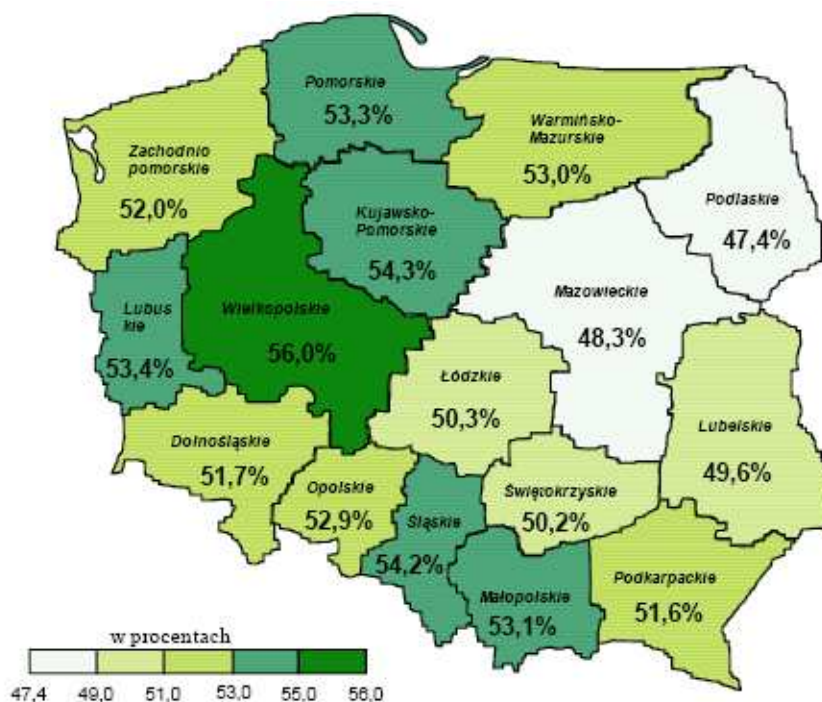 Pomorskie
53,3%
Warmińsko-
Mazurskie
53,0%
Zachodnio
pomorskie
52,0%
Podlaskie
47,4%
Kujawsko-
Pomorskie
54,3%
Mazowieckie
48,3%
Lubus
kie
53,4%
Wielkopolskie
56,0%
Łódzkie
50,3%
Lubelskie
49,6%
Dolnośląskie
51,7%
Opolskie
52,9%
Śląskie
54,2%
Świętokrzyskie
50,2%
Małopolskie
53,1%
Podkarpackie
51,6%
w procentach
47,4 49,0 51,0 53,0 55,0 56,0